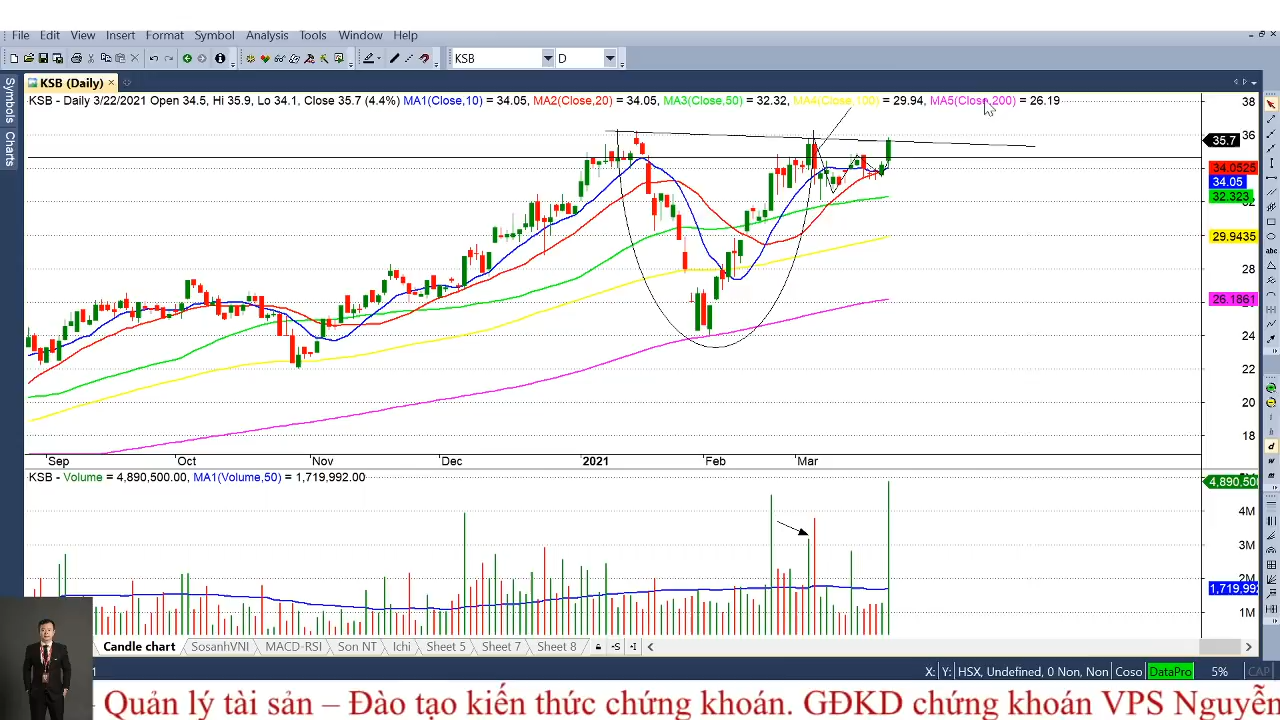 File Edit View Insert Format Symbol Analysis Tools Window Help
KSB D
KSB (Daily)
Symbols
Charts
KSB - Daily 3/22/2021 Open 34.5, Hi 35.9, Lo 34.1, Close 35.7 (4.4%) MA1(Close,10) = 34.05, MA2(Close,20) = 34.05, MA3(Close,50) = 32.32, MA4(Close,100) = 29.94, MA5(Close,200) = 26.19
38
36
35.7
34.0525
34.05
32.323
29.9435
28
26.1861
24
22
20
18
Sep Oct Nov Dec 2021 Feb Mar
KSB - Volume = 4,890,500.00, MA1(Volume,50) = 1,719,992.00
4,890,500
4M
3M
2M
1,719,992
1M
Candle chart SosanhVNI MACD-RSI Son NT Ichi Sheet 5 Sheet 7 Sheet 8
X: Y: HSX, Undefined, 0 Non, Non Coso DataPro 5% CAP
– Quản lý tài sản – Đào tạo kiến thức chứng khoán. GĐKD chứng khoán VPS Nguyễn